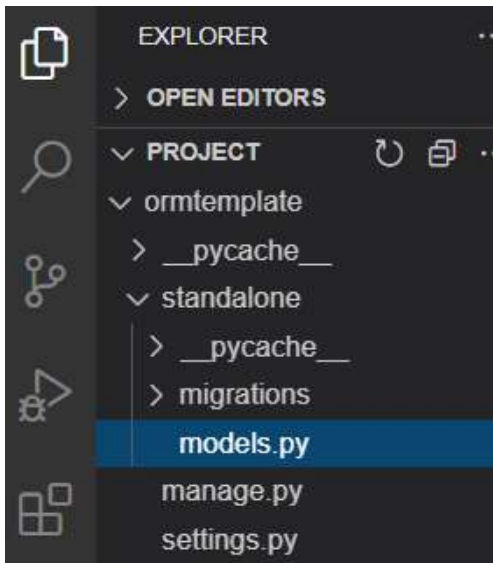 EXPLORER
OPEN EDITORS
PROJECT
ormtemplate
__pycache__
standalone
__pycache__
migrations
models.py
manage.py
settings.py